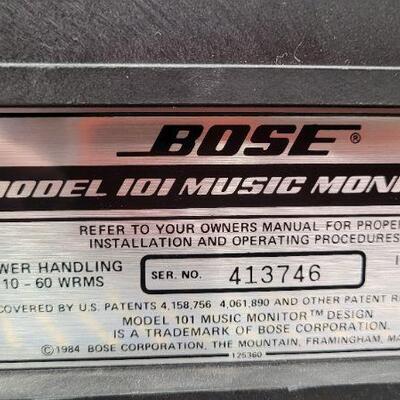 BOSE®
MODEL 101 MUSIC MONI
REFER TO YOUR OWNERS MANUAL FOR PROPE
INSTALLATION AND OPERATING PROCEDURES
WER HANDLING
10 - 60 WRMS
SER. NO. 413746
I
COVERED BY U.S. PATENTS 4,158,756 4,061,890 AND OTHER PATENT R
MODEL 101 MUSIC MONITOR™ DESIGN
IS A TRADEMARK OF BOSE CORPORATION.
©1984 BOSE CORPORATION, THE MOUNTAIN, FRAMINGHAM, MA
125360